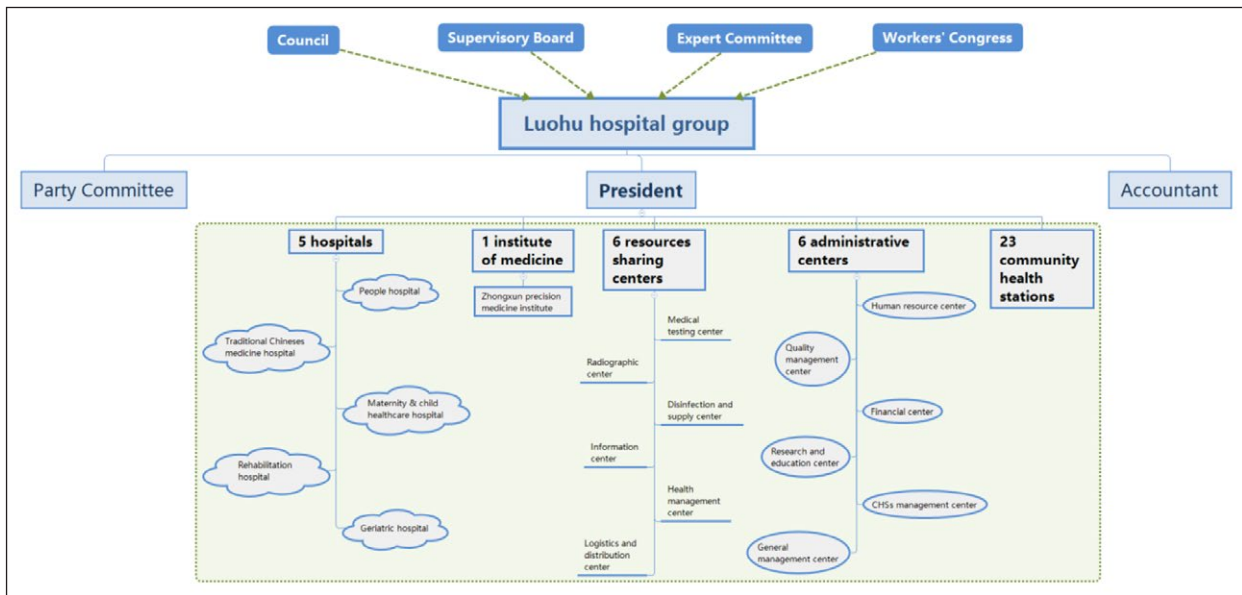 Council
Supervisory Board
Expert Committee
Workers' Congress
Luohu hospital group
Party Committee
President
Accountant
5 hospitals
People hospital
Traditional Chineses
medicine hospital
Maternity & child
healthcare hospital
Rehabilitation
hospital
Geriatric hospital
1 institute
of medicine
Zhongxun precision
medicine institute
6 resources
sharing
centers
Medical
testing center
Radiographic
center
Disinfection and
supply center
Information
center
Health
management
center
Logistics and
distribution
center
6 administrative
centers
Human resource center
Quality
management
center
Financial center
Research and
education center
CHSs management center
General
management center
23
community
health
stations